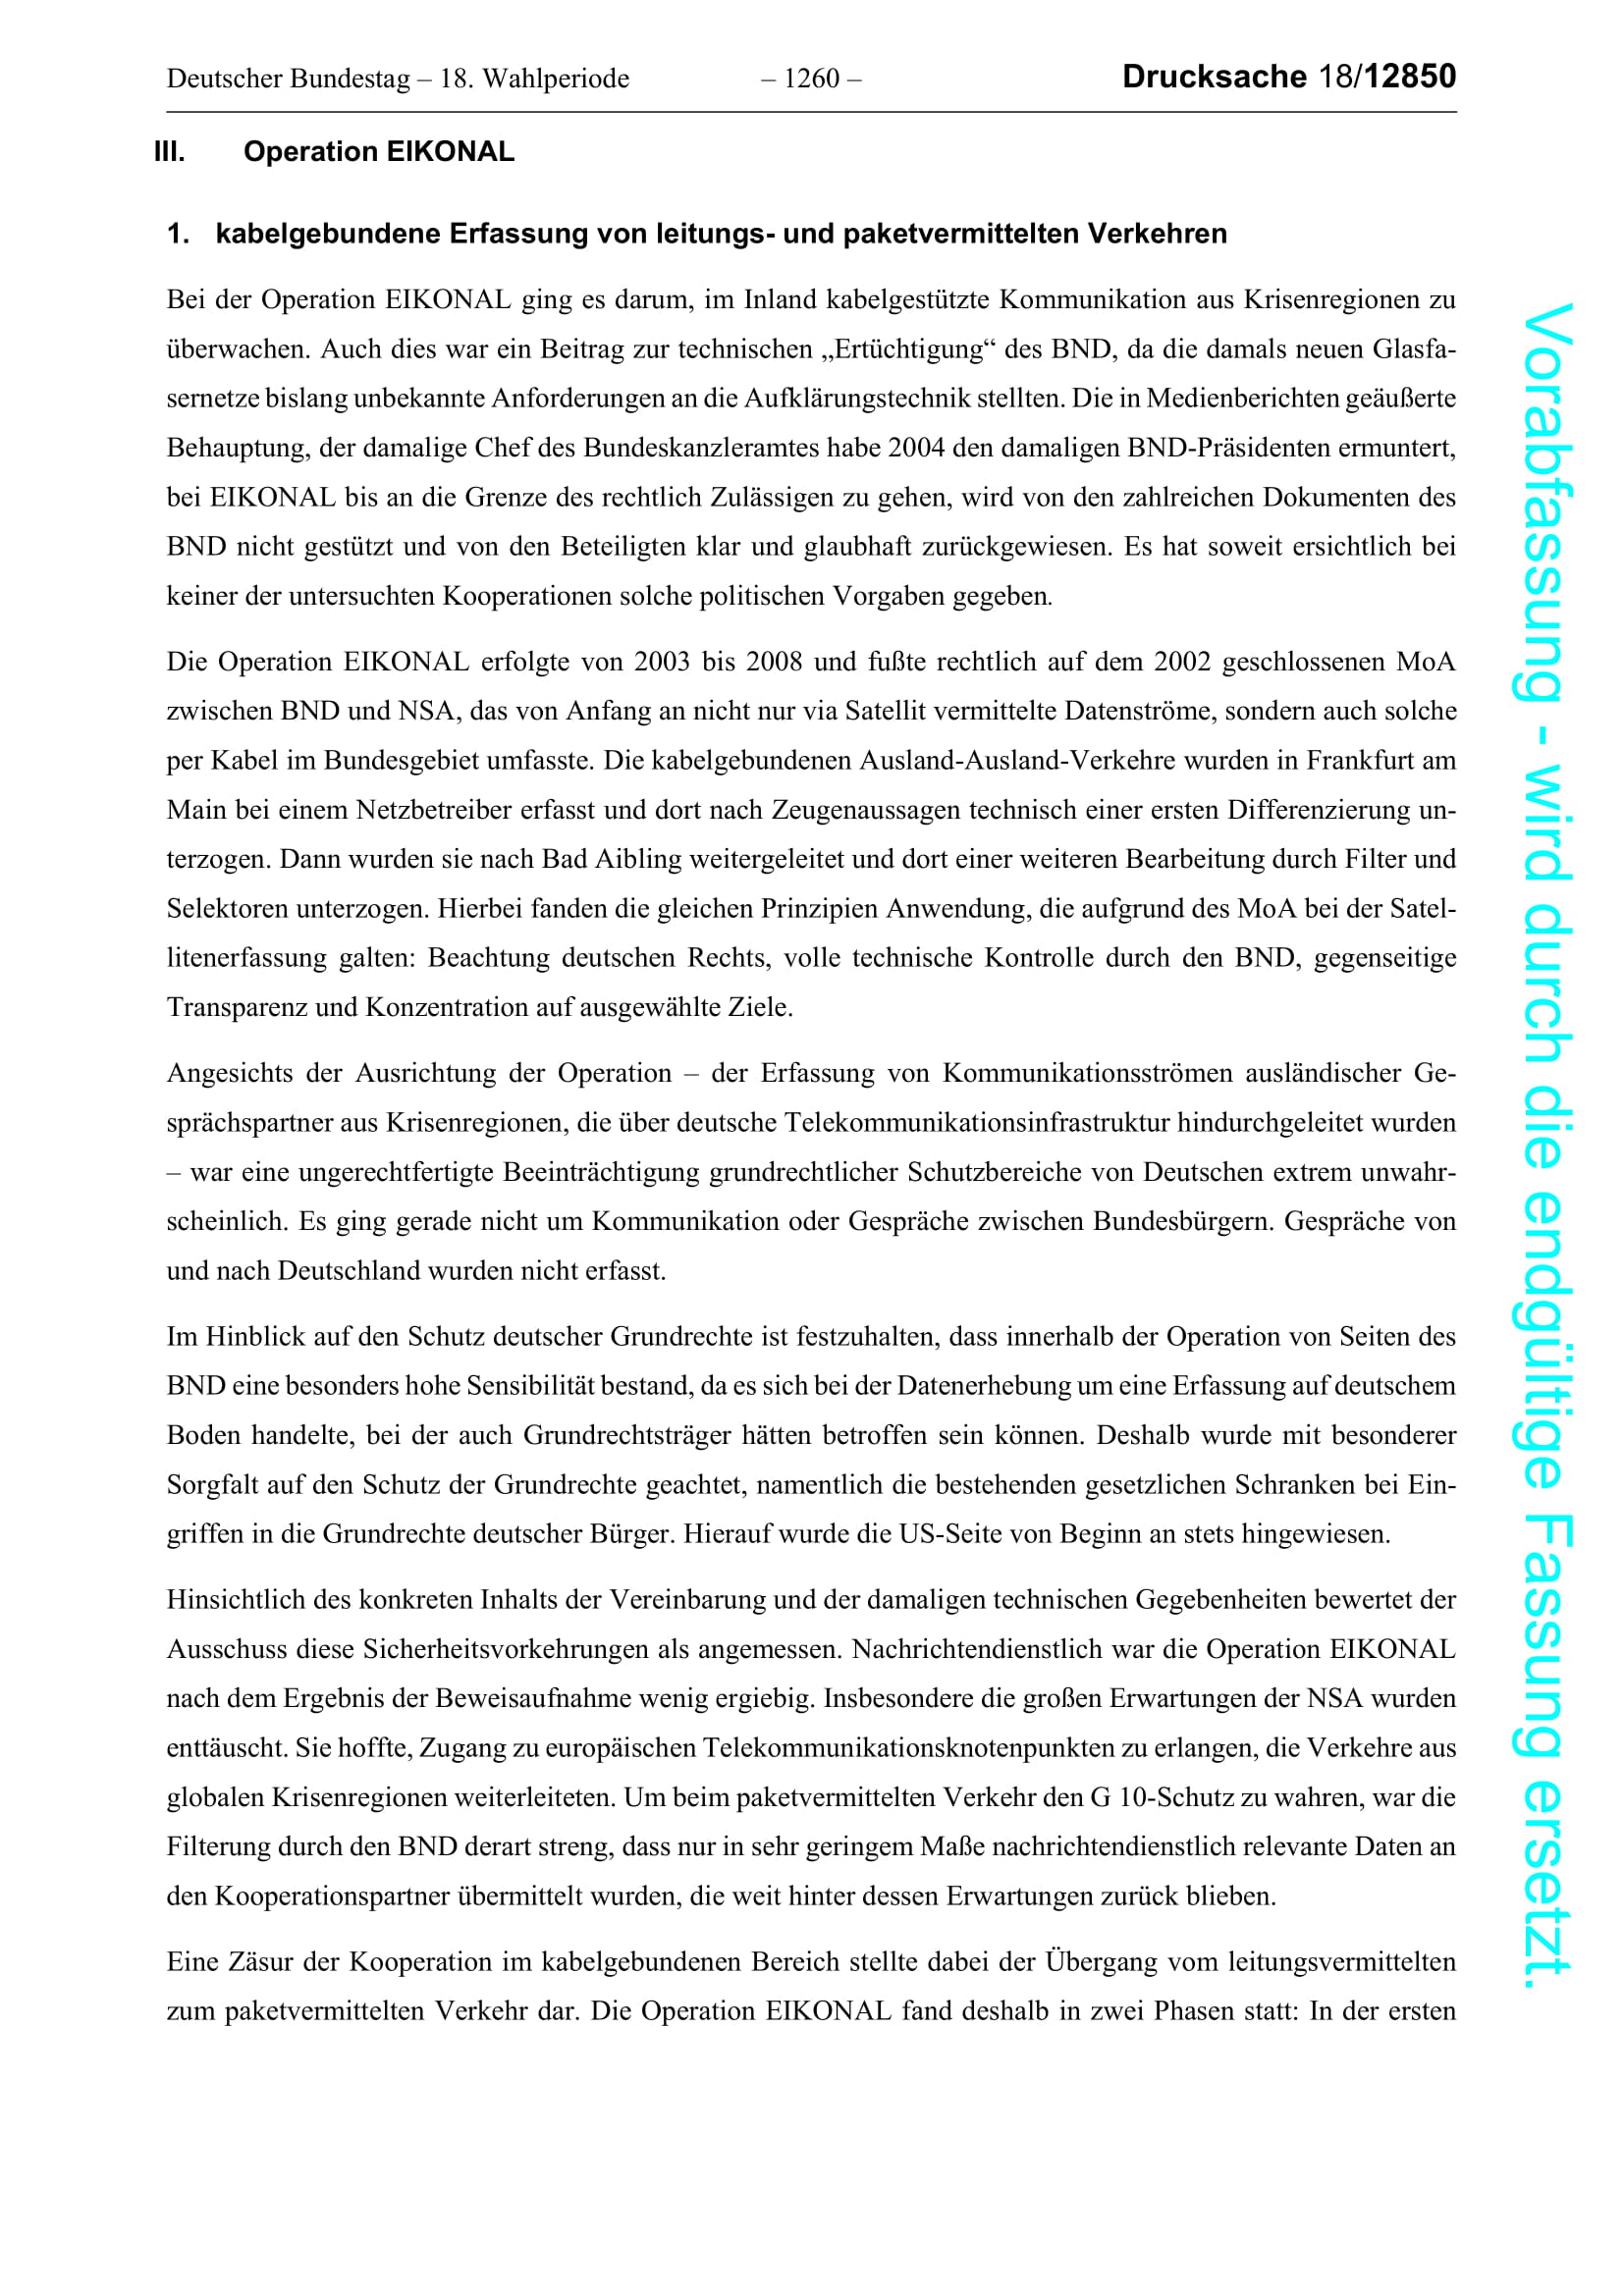 Deutscher Bundestag – 18. Wahlperiode – 1260 – Drucksache 18/12850
III. Operation EIKONAL
1. kabelgebundene Erfassung von leitungs- und paketvermittelten Verkehren
Bei der Operation EIKONAL ging es darum, im Inland kabelgestützte Kommunikation aus Krisenregionen zu
überwachen. Auch dies war ein Beitrag zur technischen „Ertüchtigung“ des BND, da die damals neuen Glasfa-
sernetze bislang unbekannte Anforderungen an die Aufklärungstechnik stellten. Die in Medienberichten geäußerte
Behauptung, der damalige Chef des Bundeskanzleramtes habe 2004 den damaligen BND-Präsidenten ermuntert,
bei EIKONAL bis an die Grenze des rechtlich Zulässigen zu gehen, wird von den zahlreichen Dokumenten des
BND nicht gestützt und von den Beteiligten klar und glaubhaft zurückgewiesen. Es hat soweit ersichtlich bei
keiner der untersuchten Kooperationen solche politischen Vorgaben gegeben.
Die Operation EIKONAL erfolgte von 2003 bis 2008 und fußte rechtlich auf dem 2002 geschlossenen MoA
zwischen BND und NSA, das von Anfang an nicht nur via Satellit vermittelte Datenströme, sondern auch solche
per Kabel im Bundesgebiet umfasste. Die kabelgebundenen Ausland-Ausland-Verkehre wurden in Frankfurt am
Main bei einem Netzbetreiber erfasst und dort nach Zeugenaussagen technisch einer ersten Differenzierung un-
terzogen. Dann wurden sie nach Bad Aibling weitergeleitet und dort einer weiteren Bearbeitung durch Filter und
Selektoren unterzogen. Hierbei fanden die gleichen Prinzipien Anwendung, die aufgrund des MoA bei der Satel-
litenerfassung galten: Beachtung deutschen Rechts, volle technische Kontrolle durch den BND, gegenseitige
Transparenz und Konzentration auf ausgewählte Ziele.
Angesichts der Ausrichtung der Operation – der Erfassung von Kommunikationsströmen ausländischer Ge-
sprächspartner aus Krisenregionen, die über deutsche Telekommunikationsinfrastruktur hindurchgeleitet wurden
– war eine ungerechtfertigte Beeinträchtigung grundrechtlicher Schutzbereiche von Deutschen extrem unwahr-
scheinlich. Es ging gerade nicht um Kommunikation oder Gespräche zwischen Bundesbürgern. Gespräche von
und nach Deutschland wurden nicht erfasst.
Im Hinblick auf den Schutz deutscher Grundrechte ist festzuhalten, dass innerhalb der Operation von Seiten des
BND eine besonders hohe Sensibilität bestand, da es sich bei der Datenerhebung um eine Erfassung auf deutschem
Boden handelte, bei der auch Grundrechtsträger hätten betroffen sein können. Deshalb wurde mit besonderer
Sorgfalt auf den Schutz der Grundrechte geachtet, namentlich die bestehenden gesetzlichen Schranken bei Ein-
griffen in die Grundrechte deutscher Bürger. Hierauf wurde die US-Seite von Beginn an stets hingewiesen.
Hinsichtlich des konkreten Inhalts der Vereinbarung und der damaligen technischen Gegebenheiten bewertet der
Ausschuss diese Sicherheitsvorkehrungen als angemessen. Nachrichtendienstlich war die Operation EIKONAL
nach dem Ergebnis der Beweisaufnahme wenig ergiebig. Insbesondere die großen Erwartungen der NSA wurden
enttäuscht. Sie hoffte, Zugang zu europäischen Telekommunikationsknotenpunkten zu erlangen, die Verkehre aus
globalen Krisenregionen weiterleiteten. Um beim paketvermittelten Verkehr den G 10-Schutz zu wahren, war die
Filterung durch den BND derart streng, dass nur in sehr geringem Maße nachrichtendienstlich relevante Daten an
den Kooperationspartner übermittelt wurden, die weit hinter dessen Erwartungen zurück blieben.
Eine Zäsur der Kooperation im kabelgebundenen Bereich stellte dabei der Übergang vom leitungsvermittelten
zum paketvermittelten Verkehr dar. Die Operation EIKONAL fand deshalb in zwei Phasen statt: In der ersten
Vorabfassung - wird durch die endgültige Fassung ersetzt.